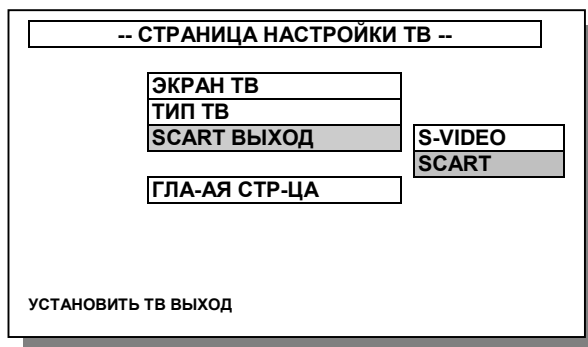 -- СТРАНИЦА НАСТРОЙКИ ТВ --
ЭКРАН ТВ
ТИП ТВ
SCART ВЫХОД
S-VIDEO
SCART
ГЛА-АЯ СТР-ЦА
УСТАНОВИТЬ ТВ ВЫХОД